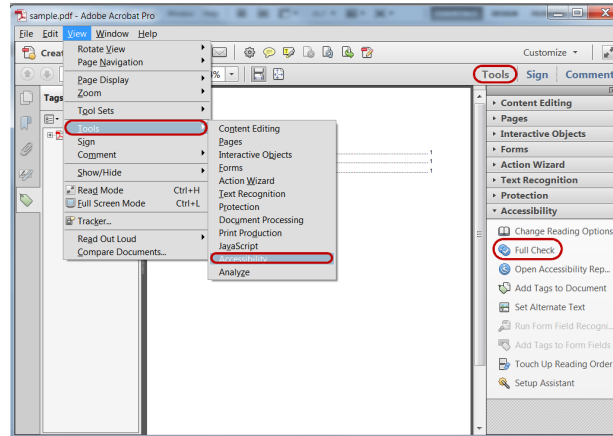 sample.pdf - Adobe Acrobat Pro
File Edit View Window Help
Creat
Customize
% 
Tools Sign Comment
Tags
Rotate View
Page Navigation
Page Display
Zoom
Tool Sets
Tools
Sign
Comment
Show/Hide
Read Mode Ctrl+H
Full Screen Mode Ctrl+L
Tracker...
Read Out Loud
Compare Documents...
Content Editing
Pages
Interactive Objects
Forms
Action Wizard
Text Recognition
Protection
Document Processing
Print Production
JavaScript
Accessibility
Analyze
1
1
1
Content Editing
Pages
Interactive Objects
Forms
Action Wizard
Text Recognition
Protection
Accessibility
Change Reading Options
Full Check
Open Accessibility Rep...
Add Tags to Document
Set Alternate Text
Run Form Field Recogni...
Add Tags to Form Fields
Touch Up Reading Order
Setup Assistant